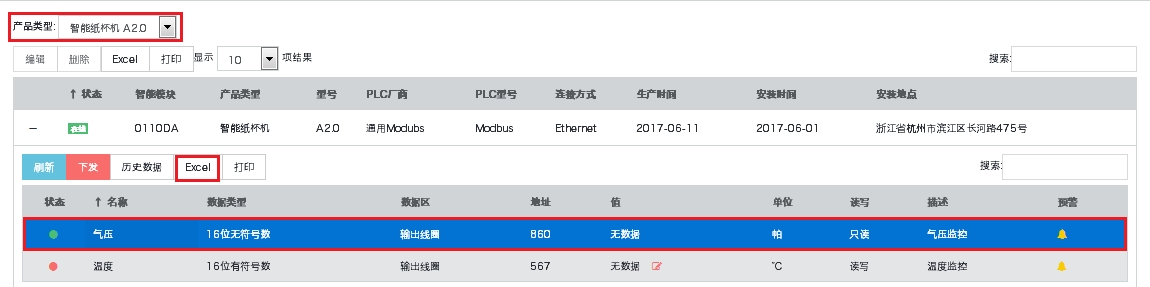 产品类型: 智能纸杯机 A2.0
编辑 删除 Excel 打印 显示 10 项结果 搜索:
↑ 状态 智能模块 产品类型 型号 PLC厂商 PLC型号 连接方式 生产时间 安装时间 安装地点
— 在线 0110DA 智能纸杯机 A2.0 通用Modubs Modbus Ethernet 2017-06-11 2017-06-01 浙江省杭州市滨江区长河路475号
刷新 下发 历史数据 Excel 打印 搜索:
状态 ↑ 名称 数据类型 数据区 地址 值 单位 读写 描述 预警
气压 16位无符号数 输出线圈 860 无数据 帕 只读 气压监控
温度 16位有符号数 输出线圈 567 无数据 ℃ 读写 温度监控